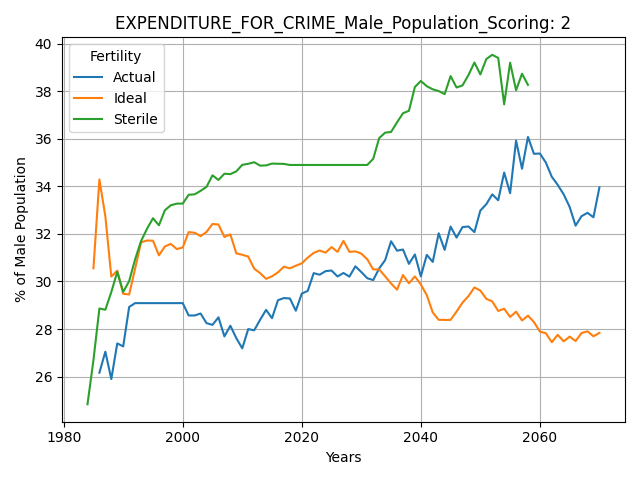 EXPENDITURE_FOR_CRIME_Male_Population_Scoring: 2
Fertility
Actual
Ideal
Sterile
% of Male Population
40
38
36
34
32
30
28
26
1980
2000
2020
2040
2060
Years